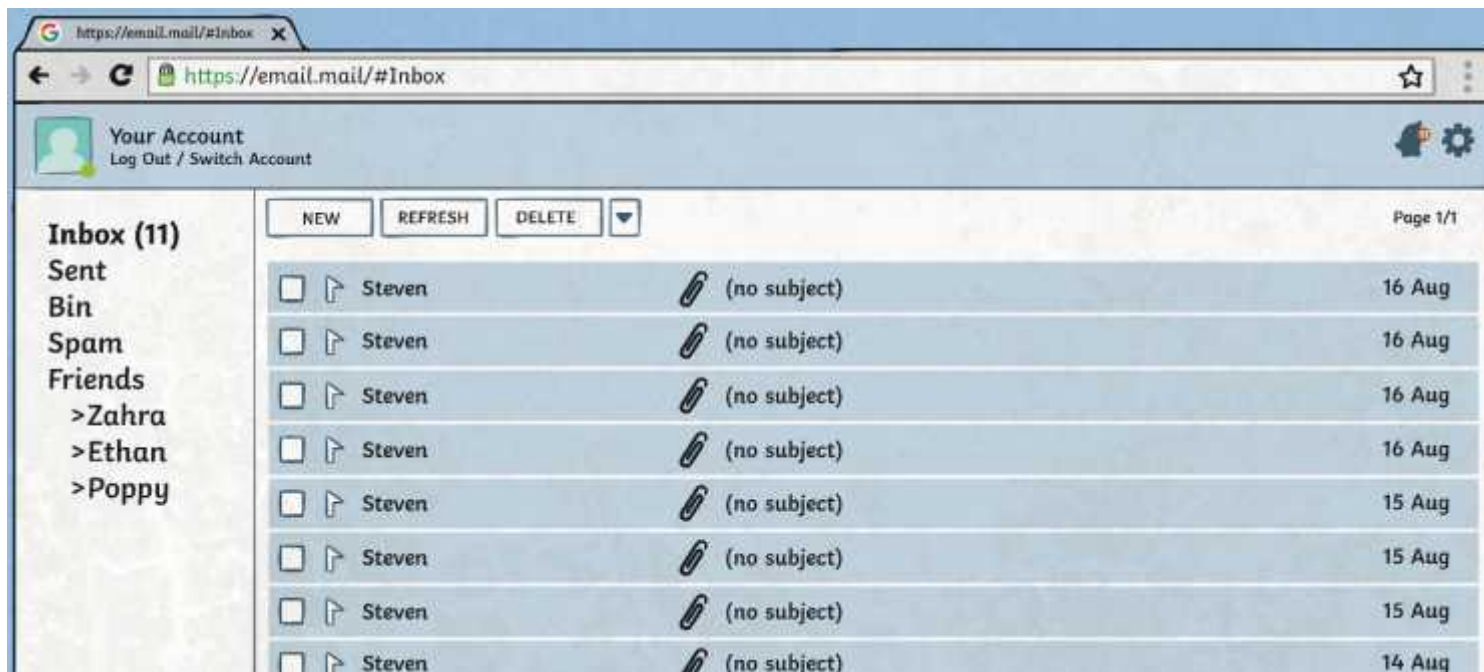 https://email.mail/#Inbox
https://email.mail/#Inbox
Your Account
Log Out / Switch Account
Inbox (11)
Sent
Bin
Spam
Friends
>Zahra
>Ethan
>Poppy
NEW REFRESH DELETE Page 1/1
Steven (no subject) 16 Aug
Steven (no subject) 16 Aug
Steven (no subject) 16 Aug
Steven (no subject) 16 Aug
Steven (no subject) 15 Aug
Steven (no subject) 15 Aug
Steven (no subject) 15 Aug
Steven (no subject) 14 Aug